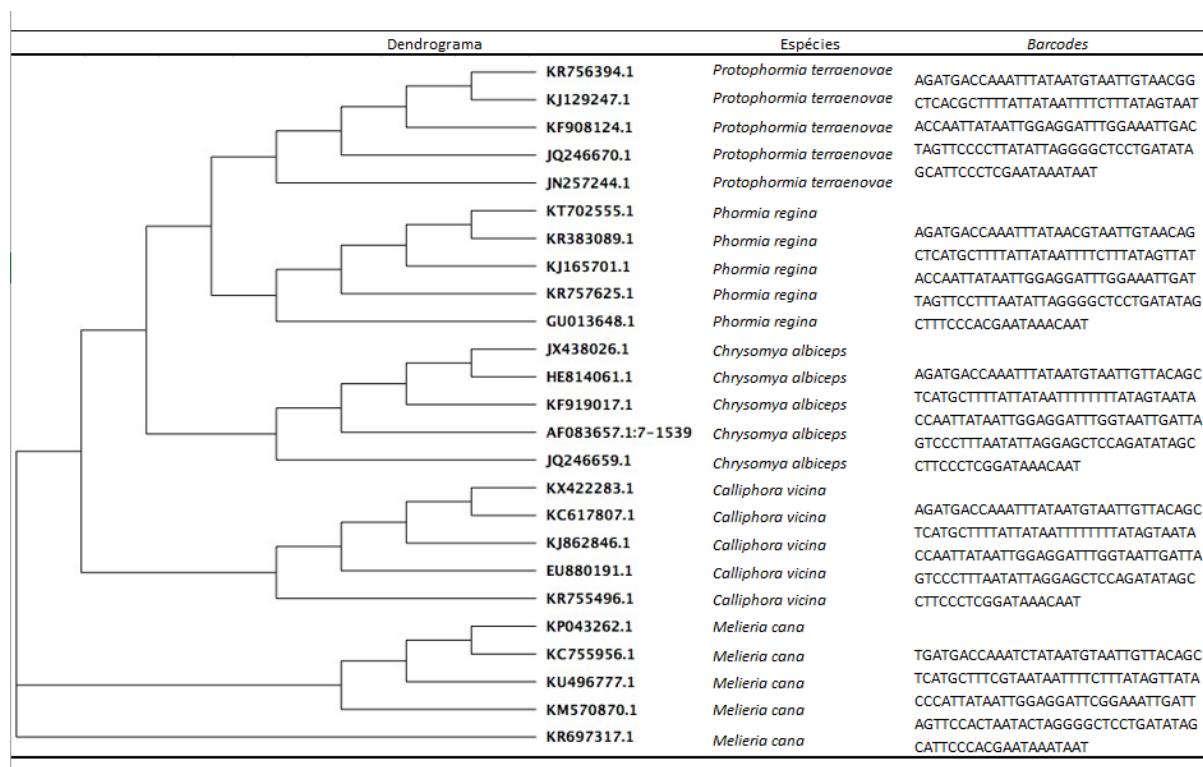 Dendrograma Espécies Barcodes
KR756394.1 Protophormia terraenovae
KJ129247.1 Protophormia terraenovae
KF908124.1 Protophormia terraenovae
JQ246670.1 Protophormia terraenovae
JN257244.1 Protophormia terraenovae
AGATGACCAAATTTATAATGTAATTGTAACGG
CTCACGCTTTTATTATAATTTTCTTTATAGTAAT
ACCAATTATAATTGGAGGATTTGGAAATTGAC
TAGTTCCCCTTATATTAGGGGCTCCTGATATA
GCATTCCCTCGAATAAATAAT
KT702555.1 Phormia regina
KR383089.1 Phormia regina
KJ165701.1 Phormia regina
KR757625.1 Phormia regina
GU013648.1 Phormia regina
AGATGACCAAATTTATAACGTAATTGTAACAG
CTCATGCTTTTATTATAATTTTCTTTATAGTTAT
ACCAATTATAATTGGAGGATTTGGAAATTGAT
TAGTTCCTTTAATATTAGGGGCTCCTGATATAG
CTTTCCCACGAATAAACAAT
JX438026.1 Chrysomya albiceps
HE814061.1 Chrysomya albiceps
KF919017.1 Chrysomya albiceps
AF083657.1:7-1539 Chrysomya albiceps
JQ246659.1 Chrysomya albiceps
AGATGACCAAATTTATAATGTAATTGTTACAGC
TCATGCTTTTATTATAATTTTTTTTATAGTAATA
CCAATTATAATTGGAGGATTTGGTAATTGATTA
GTCCCTTTAATATTAGGAGCTCCAGATATAGC
CTTCCCTCGGATAAACAAT
KX422283.1 Calliphora vicina
KC617807.1 Calliphora vicina
KJ862846.1 Calliphora vicina
EU880191.1 Calliphora vicina
KR755496.1 Calliphora vicina
AGATGACCAAATTTATAATGTAATTGTTACAGC
TCATGCTTTTATTATAATTTTTTTTATAGTAATA
CCAATTATAATTGGAGGATTTGGTAATTGATTA
GTCCCTTTAATATTAGGAGCTCCAGATATAGC
CTTCCCTCGGATAAACAAT
KP043262.1 Melieria cana
KC755956.1 Melieria cana
KU496777.1 Melieria cana
KM570870.1 Melieria cana
KR697317.1 Melieria cana
TGATGACCAAATCTATAATGTAATTGTTACAGC
TCATGCTTTCGTAATAATTTTCTTTATAGTTATA
CCCATTATAATTGGAGGATTCGGAAATTGATT
AGTTCCACTAATACTAGGGGCTCCTGATATAG
CATTCCCACGAATAAATAAT